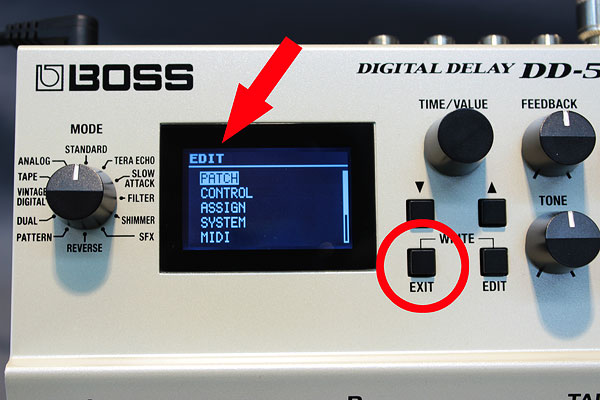 BOSS
DIGITAL DELAY DD-5
MODE
STANDARD
ANALOG
TERA ECHO
TAPE
SLOW
ATTACK
VINTAGE
DIGITAL
FILTER
DUAL
SHIMMER
PATTERN
SFX
REVERSE
EDIT
PATCH
CONTROL
ASSIGN
SYSTEM
MIDI
TIME/VALUE
FEEDBACK
▼
▲
TONE
WRITE
EXIT
EDIT